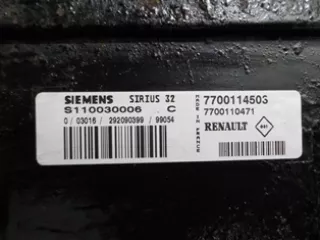 SIEMENS SIRIUS 32
S110030006 C
0 / 03016 / 292090399 / 99054
7700114503
7700110471
RENAULT